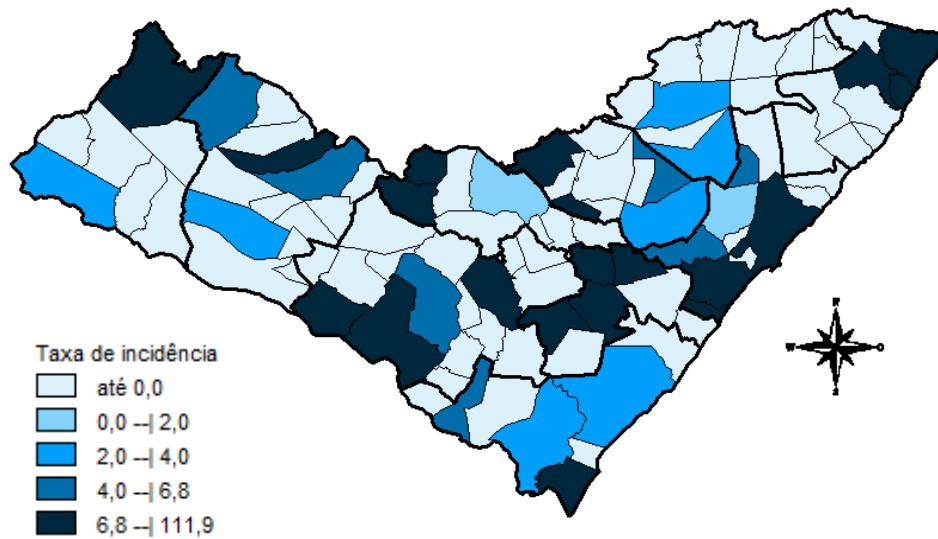 Taxa de incidência
até 0,0
0,0 --| 2,0
2,0 --| 4,0
4,0 --| 6,8
6,8 --| 111,9
W